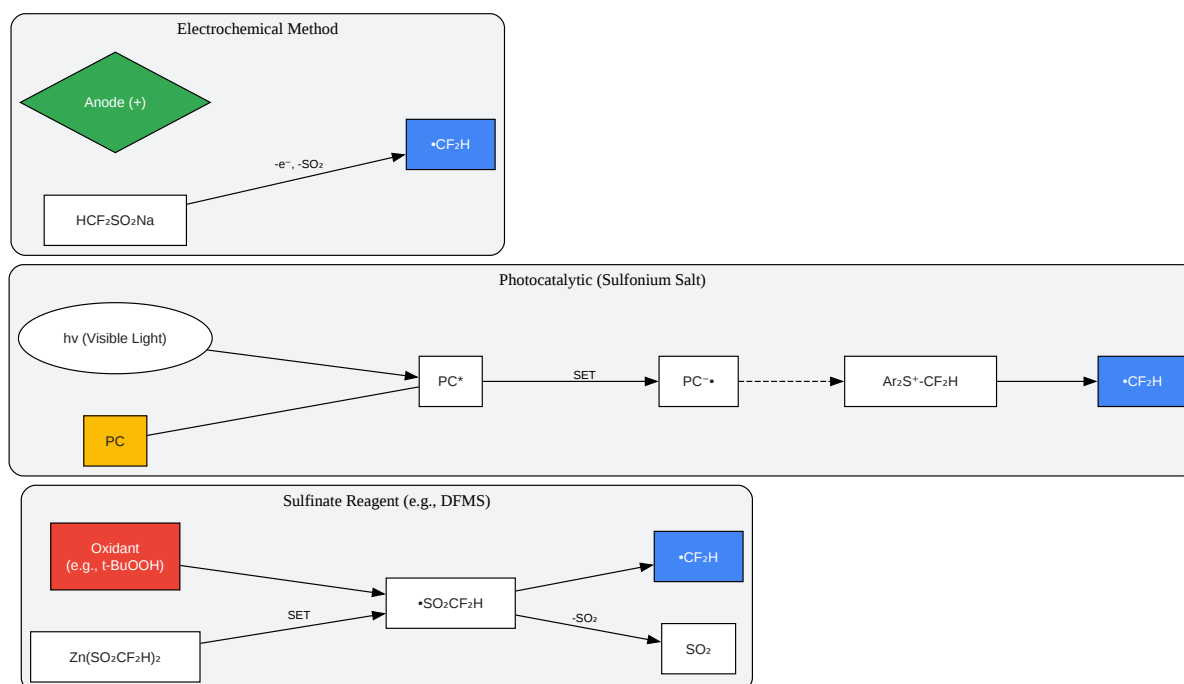 Electrochemical Method
Anode (+)
•CF₂H
-e⁻, -SO₂
HCF₂SO₂Na
Photocatalytic (Sulfonium Salt)
hν (Visible Light)
PC*
SET
PC⁻•
Ar₂S⁺-CF₂H
•CF₂H
PC
Sulfinate Reagent (e.g., DFMS)
Oxidant
(e.g., t-BuOOH)
•CF₂H
•SO₂CF₂H
SET
-SO₂
Zn(SO₂CF₂H)₂
SO₂